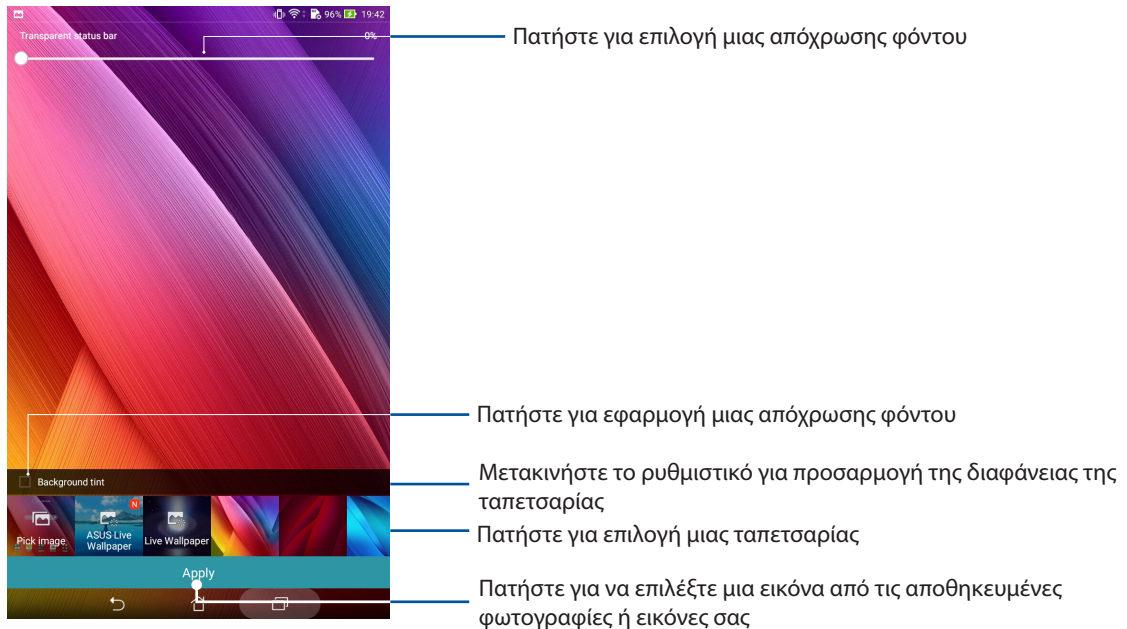 96% 19:42
Transparent status bar 0%
Πατήστε για επιλογή μιας απόχρωσης φόντου
Πατήστε για εφαρμογή μιας απόχρωσης φόντου
Background tint
Μετακινήστε το ρυθμιστικό για προσαρμογή της διαφάνειας της
ταπετσαρίας
N
Pick image
ASUS Live
Wallpaper
Live Wallpaper
Πατήστε για επιλογή μιας ταπετσαρίας
Apply
Πατήστε για να επιλέξτε μια εικόνα από τις αποθηκευμένες
φωτογραφίες ή εικόνες σας